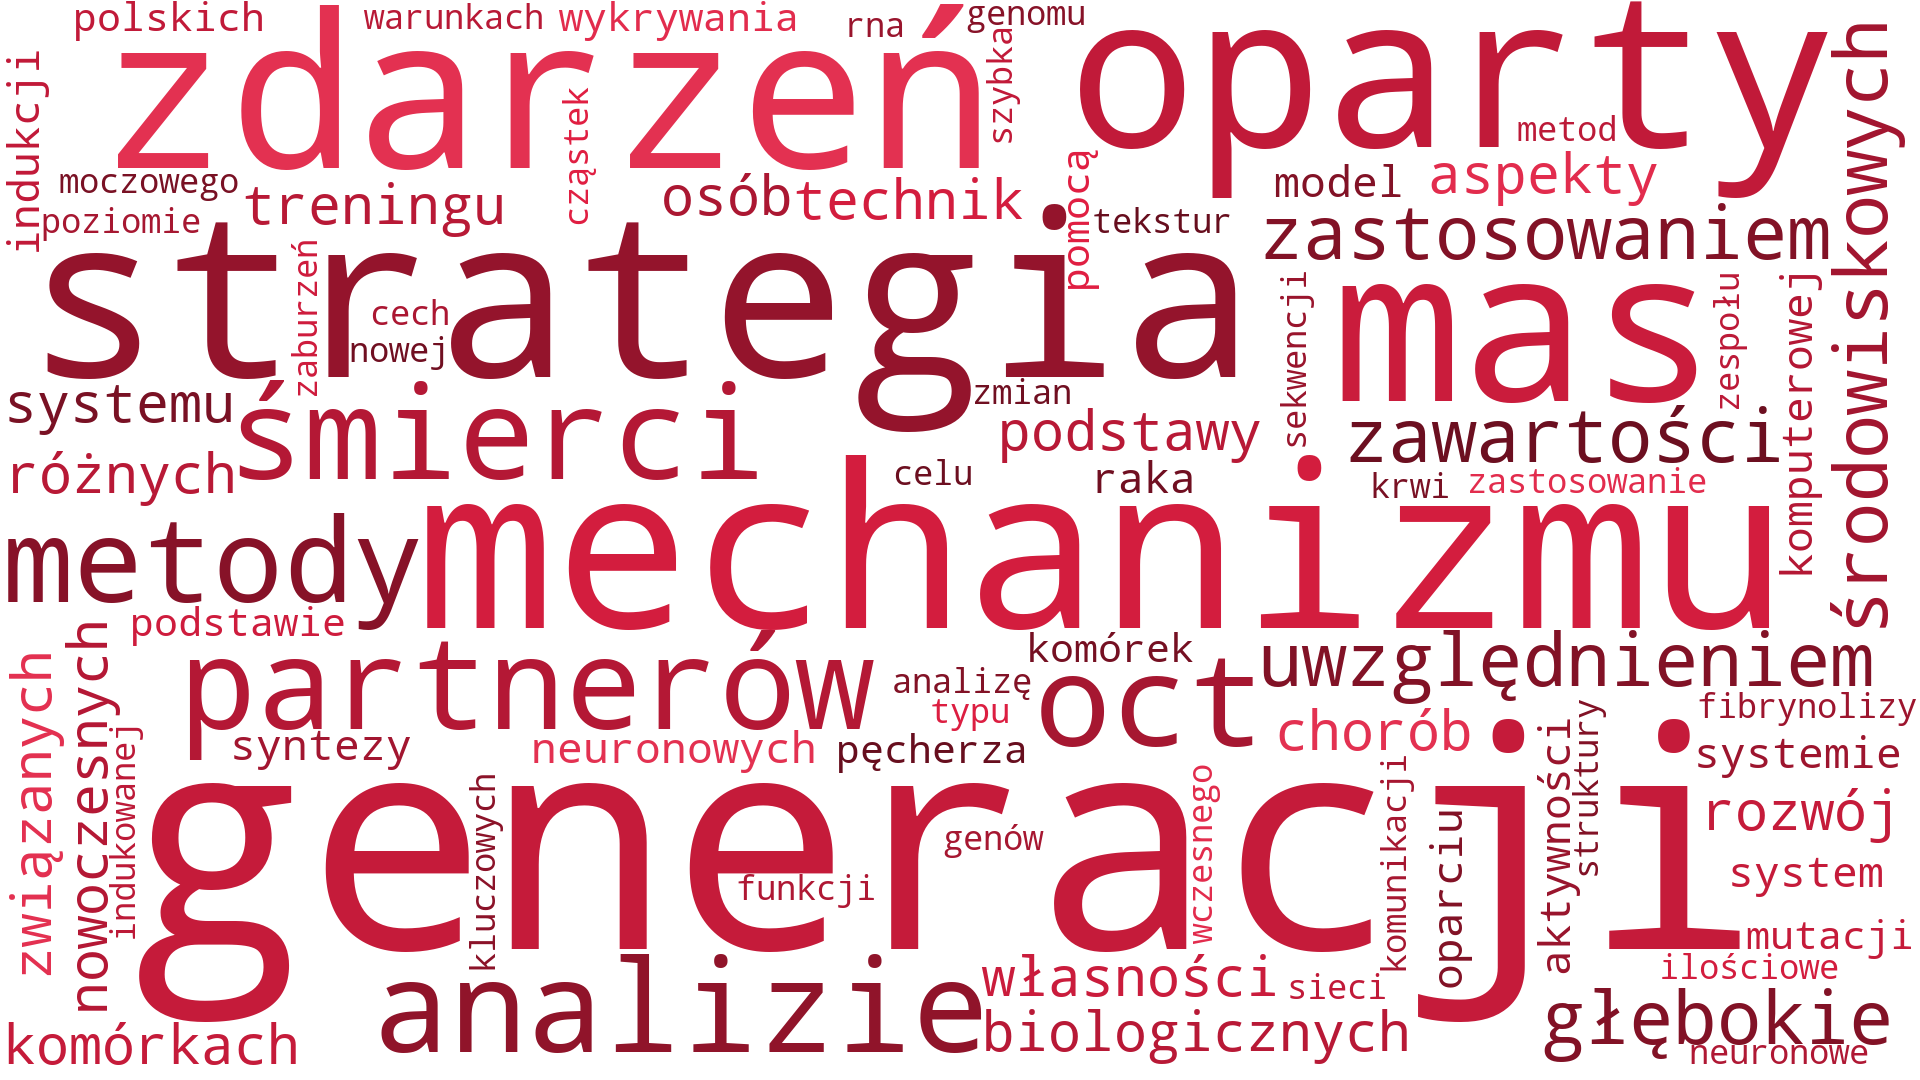 polskich
warunkach
wykrywania
rna
genomu
zdarzeń
oparty
indukcji
cząstek
szybka
metod
środowiskowych
moczowego
treningu
osób
technik
pomocą
model
aspekty
poziomie
tekstur
zastosowaniem
strategia
zaburzeń
cech
nowej
mas
sekwencji
zespołu
komputerowej
systemu
śmierci
zmian
podstawy
zawartości
różnych
celu
raka
krwi
zastosowanie
metody
mechanizmu
podstawie
partnerów
komórek
oct
uwzględnieniem
związanych
nowoczesnych
analizę
typu
fibrynolizy
indukowanej
syntezy
neuronowych
pęcherza
chorób
systemie
aktywności
struktury
generacji
kluczowych
wczesnego
komunikacji
oparciu
rozwój
genów
funkcji
system
mutacji
analizie
własności
sieci
ilościowe
komórkach
biologicznych
głębokie
neuronowe